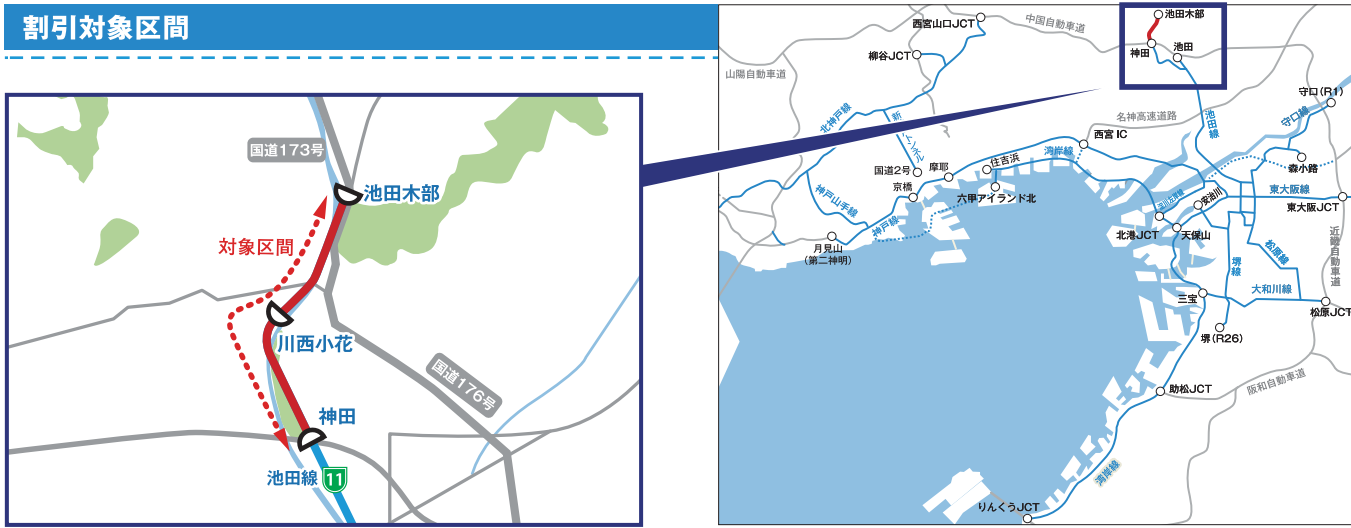 割引対象区間
国道173号
池田木部
対象区間
川西小花
国道176号
神田
池田線
11
池田木部
神田
池田
西宮山口JCT
中国自動車道
柳谷JCT
山陽自動車道
守口(R1)
守口線
北神戸線
新
トンネル
名神高速道路
池田線
西宮IC
湾岸線
国道2号
摩耶
住吉浜
森小路
京橋
六甲アイランド北
神戸山手線
神戸線
安治川
東大阪線
東大阪JCT
月見山
(第二神明)
北港JCT
天保山
近畿自動車道
堺線
松原線
大和川線
三宝
松原JCT
堺(R26)
助松JCT
阪和自動車道
湾岸線
りんくうJCT